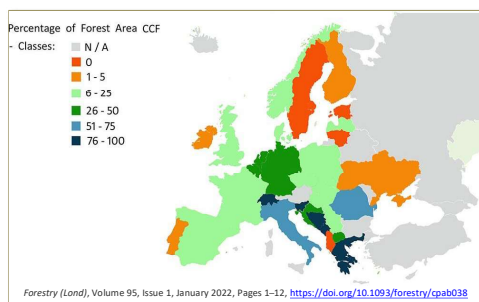 Percentage of Forest Area CCF
- Classes:
N / A
0
1 - 5
6 - 25
26 - 50
51 - 75
76 - 100
Forestry (Lond), Volume 95, Issue 1, January 2022, Pages 1–12, https://doi.org/10.1093/forestry/cpab038